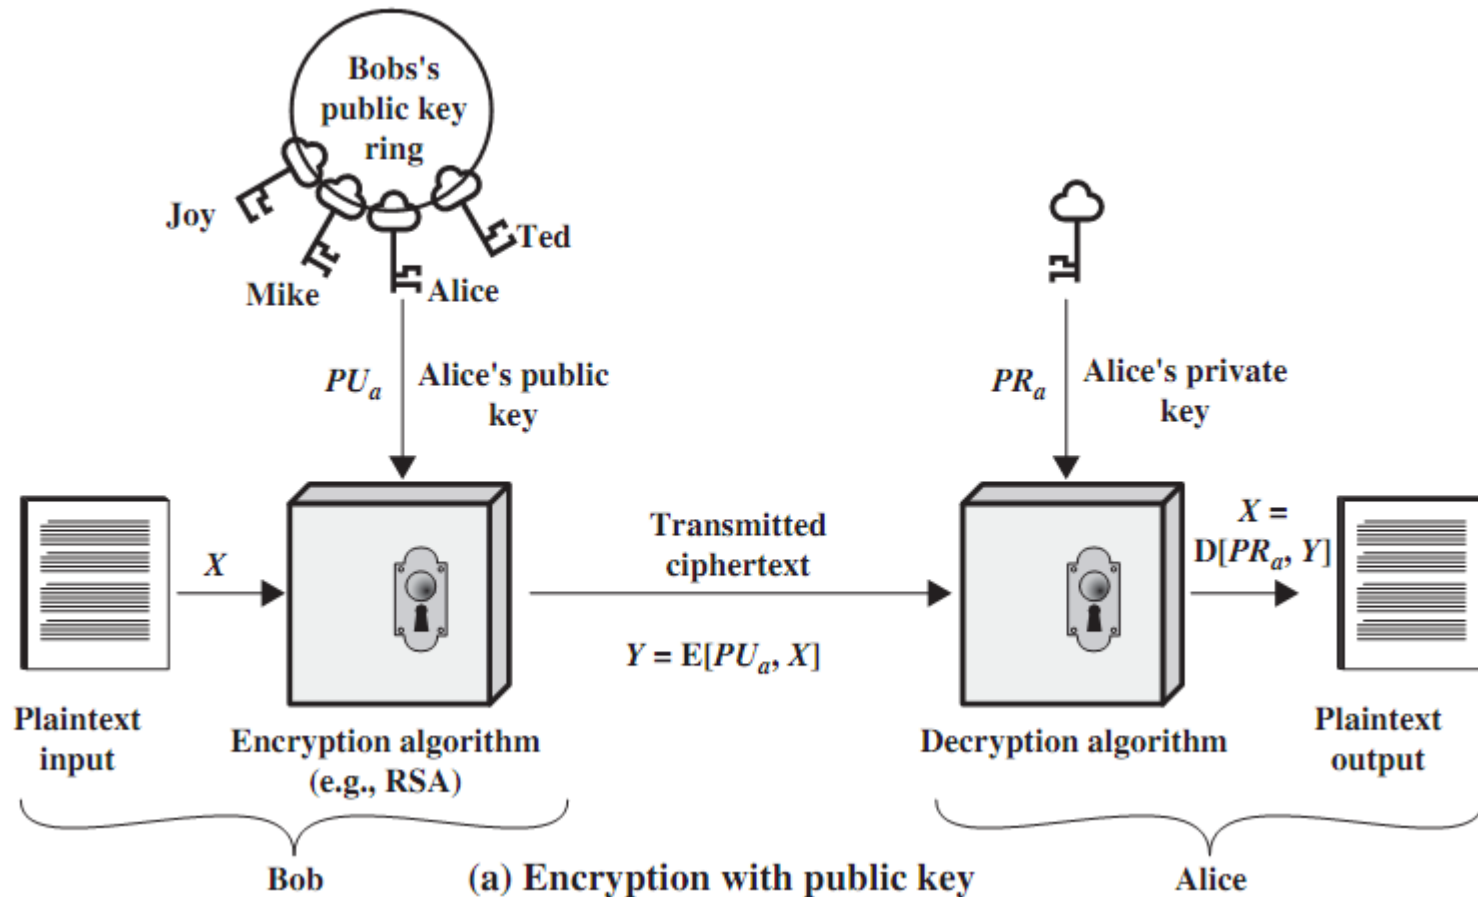 Bobs's
public key
ring
Joy
Mike
Alice
Ted
PUa
Alice's public
key
PRa
Alice's private
key
X
Transmitted
ciphertext
Y = E[PUa, X]
X =
D[PRa, Y]
Plaintext
input
Encryption algorithm
(e.g., RSA)
Decryption algorithm
Plaintext
output
Bob
(a) Encryption with public key
Alice